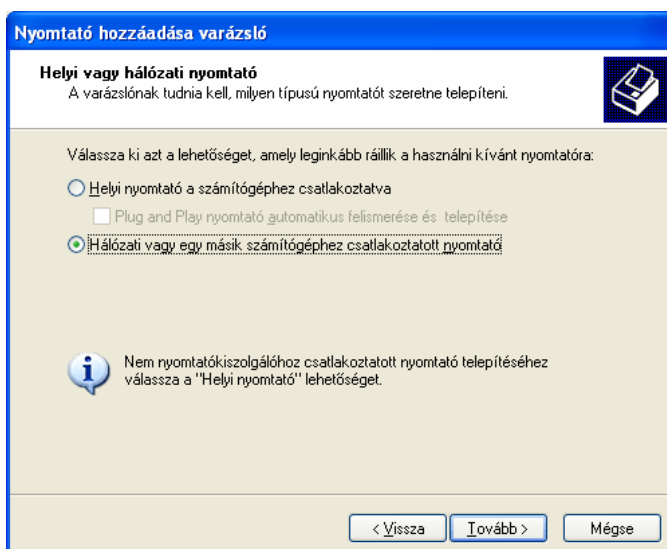 Nyomtató hozzáadása varázsló
Helyi vagy hálózati nyomtató
A varázslónak tudnia kell, milyen típusú nyomtatót szeretne telepíteni.
Válassza ki azt a lehetőséget, amely leginkább ráillik a használni kívánt nyomtatóra:
Helyi nyomtató a számítógéphez csatlakoztatva
Plug and Play nyomtató automatikus felismerése és telepítése
Hálózati vagy egy másik számítógéphez csatlakoztatott nyomtató
Nem nyomtatókiszolgálóhoz csatlakoztatott nyomtató telepítéséhez
válassza a "Helyi nyomtató" lehetőséget.
< Vissza Tovább > Mégse